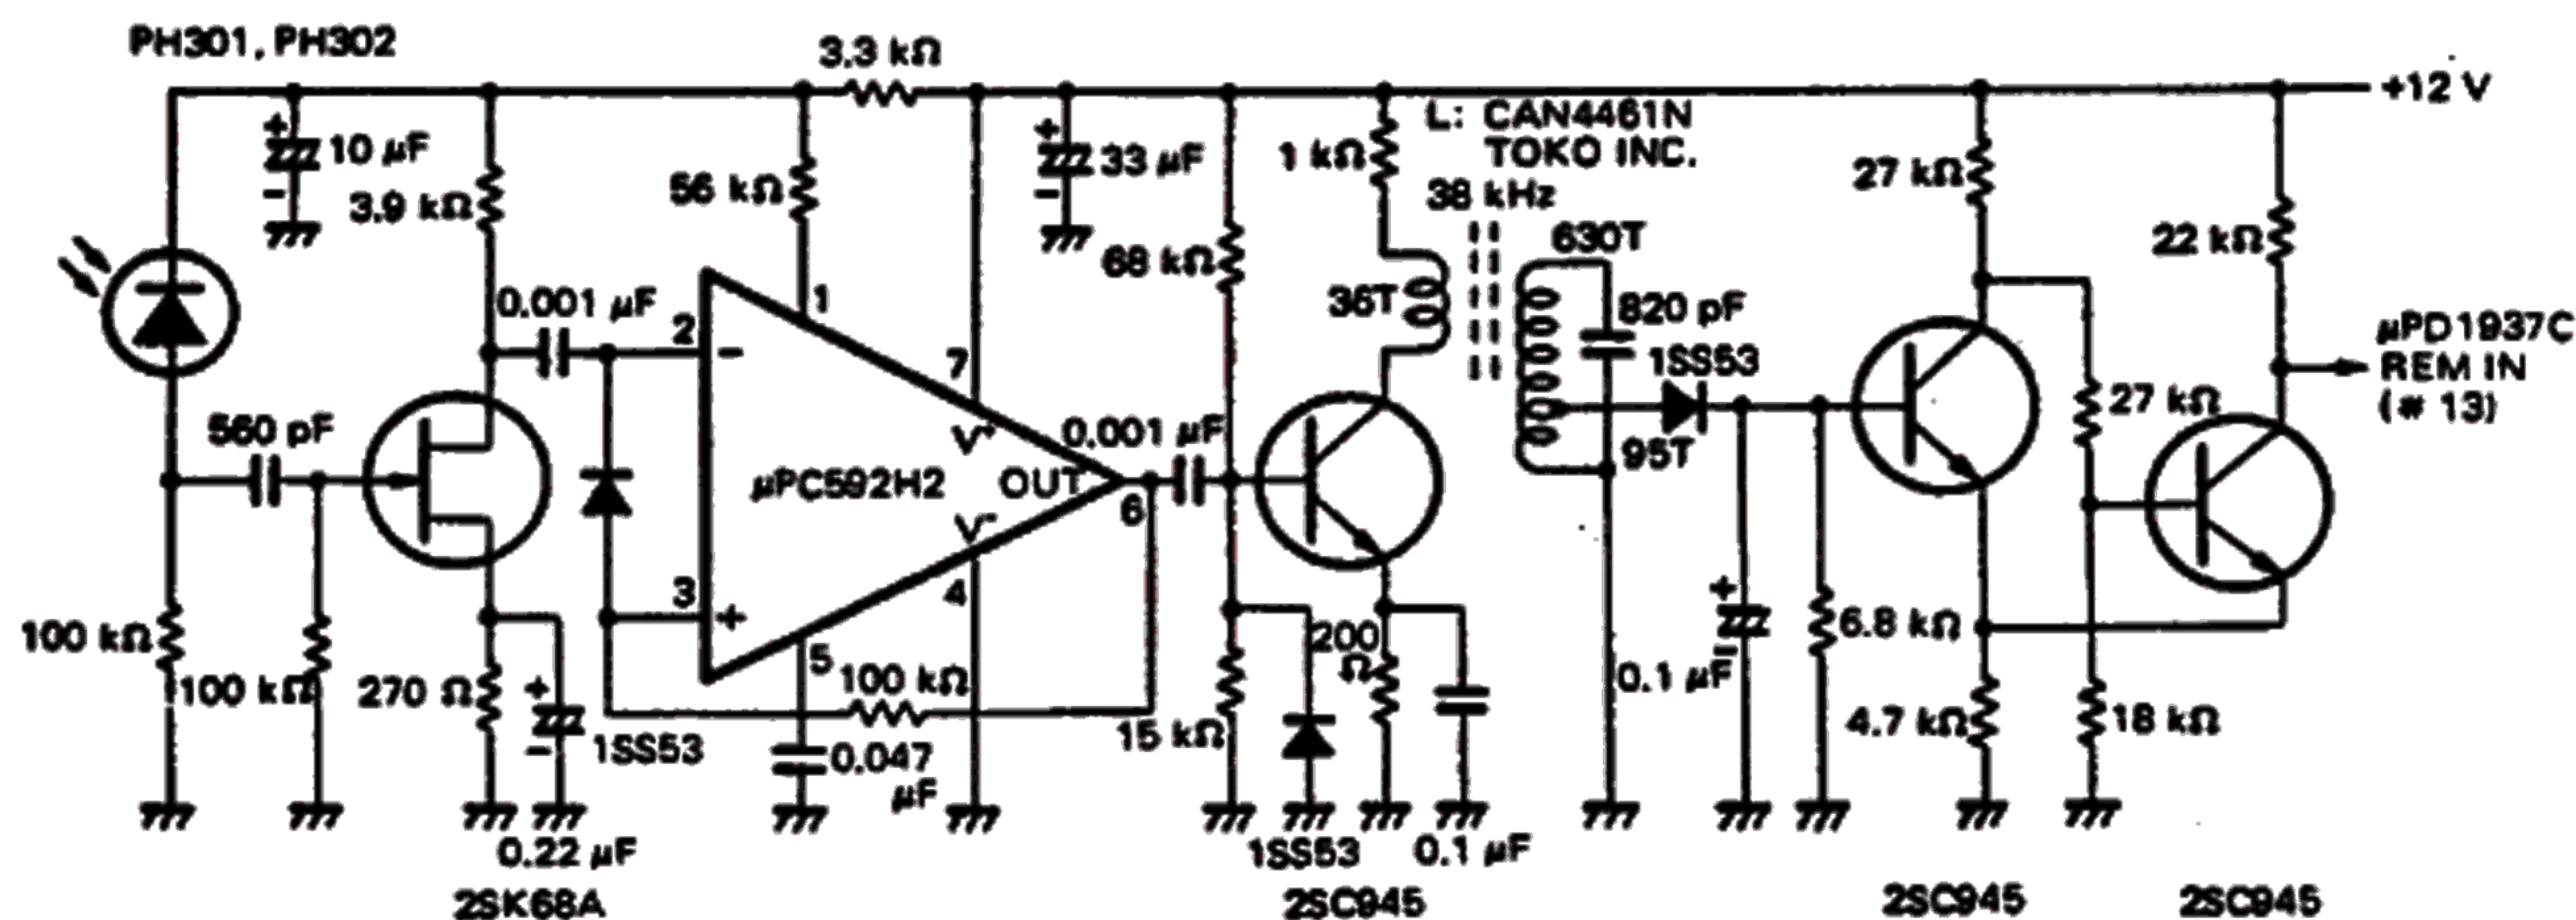 PH301, PH302
3.3 kΩ
+12 V
+
10 µF
-
3.9 kΩ
56 kΩ
+
33 µF
-
68 kΩ
1 kΩ
L: CAN4461N
TOKO INC.
38 kHz
630T
27 kΩ
22 kΩ
0.001 µF
2
-
1
7
35T
820 pF
1SS53
µPD1937C
REM IN
(# 13)
27 kΩ
560 pF
V+
0.001 µF
95T
µPC592H2
OUT
6
V-
4
3
+
5
100 kΩ
100 kΩ
270 Ω
+
-
1SS53
100 kΩ
0.047
µF
15 kΩ
200
Ω
+
-
0.1 µF
6.8 kΩ
4.7 kΩ
18 kΩ
0.22 µF
1SS53
0.1 µF
2SK68A
2SC945
2SC945
2SC945